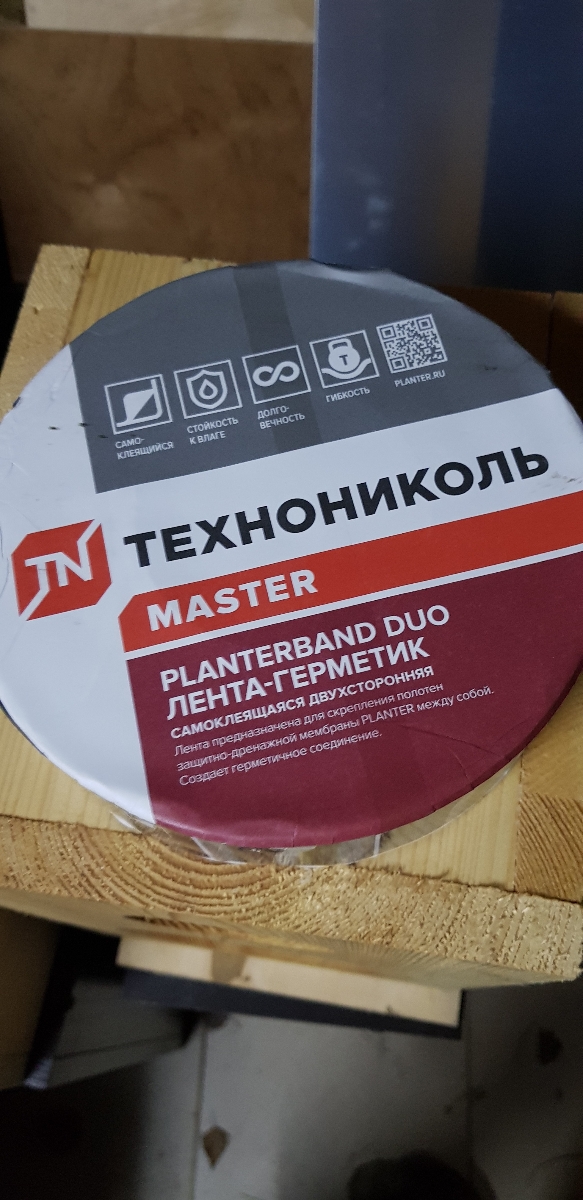 САМО-
КЛЕЯЩИЙСЯ
СТОЙКОСТЬ
К ВЛАГЕ
ДОЛГО-
ВЕЧНОСТЬ
T
ГИБКОСТЬ
PLANTER.RU
TN
ТЕХНОНИКОЛЬ
MASTER
PLANTERBAND DUO
ЛЕНТА-ГЕРМЕТИК
САМОКЛЕЯЩАЯСЯ ДВУХСТОРОННЯЯ
Лента предназначена для скрепления полотен
защитно-дренажной мембраны PLANTER между собой.
Создает герметичное соединение.